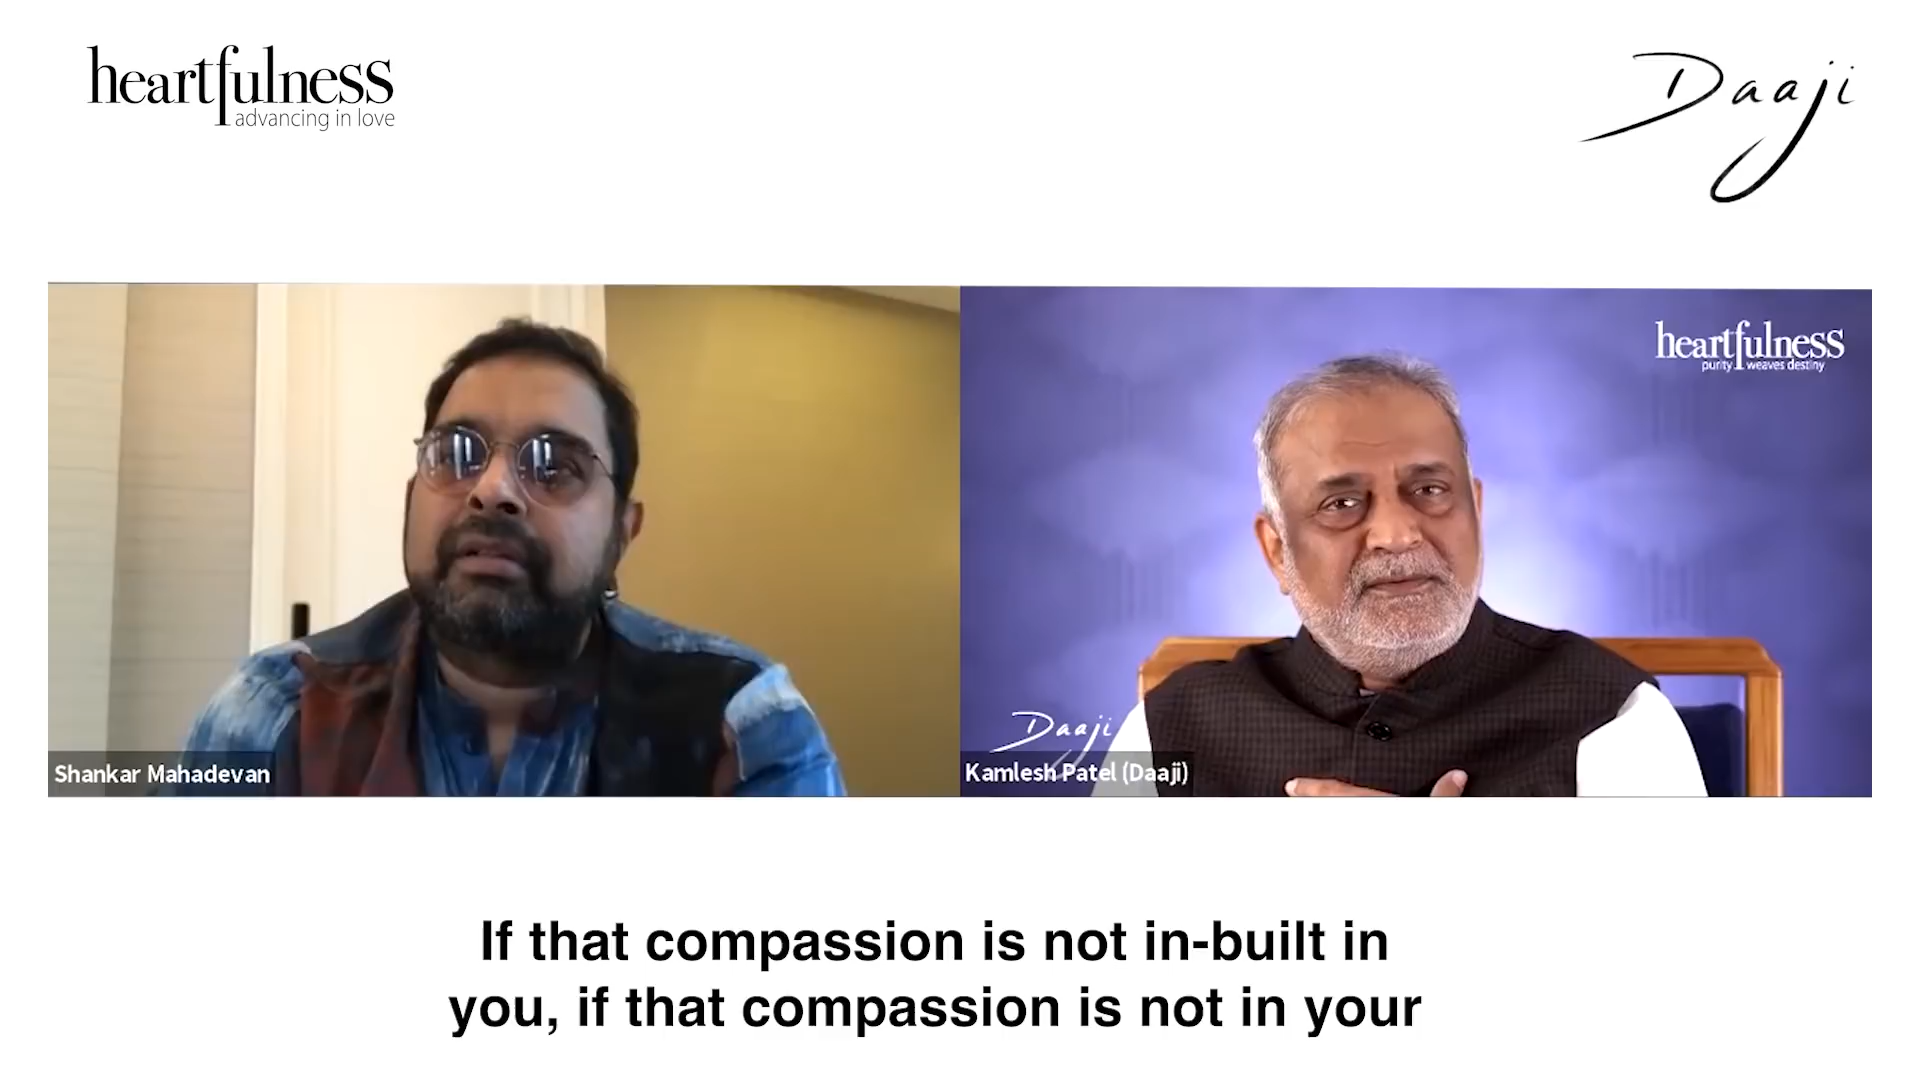 heartfulness
advancing in love
Daaji
heartfulness
purity weaves destiny
Daaji
Shankar Mahadevan
Kamlesh Patel (Daaji)
If that compassion is not in-built in
you, if that compassion is not in your